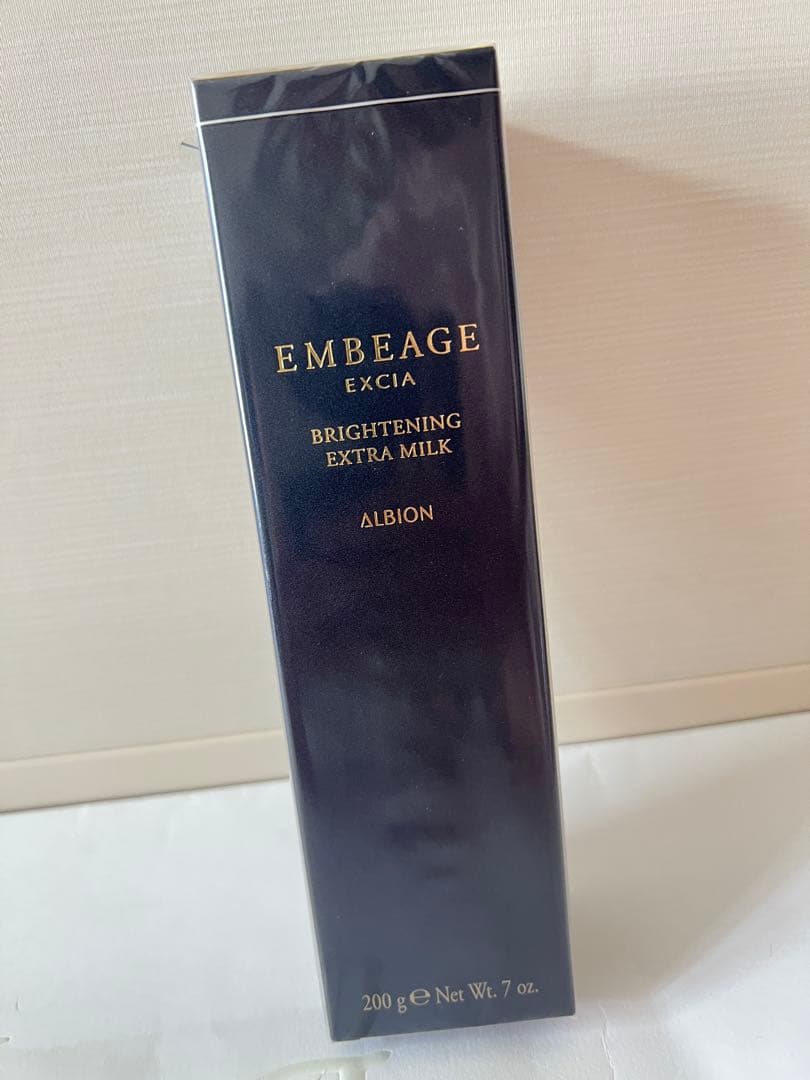 EMBEAGE
EXCIA
BRIGHTENING
EXTRA MILK
ALBION
200 g ℮ Net Wt. 7 oz.